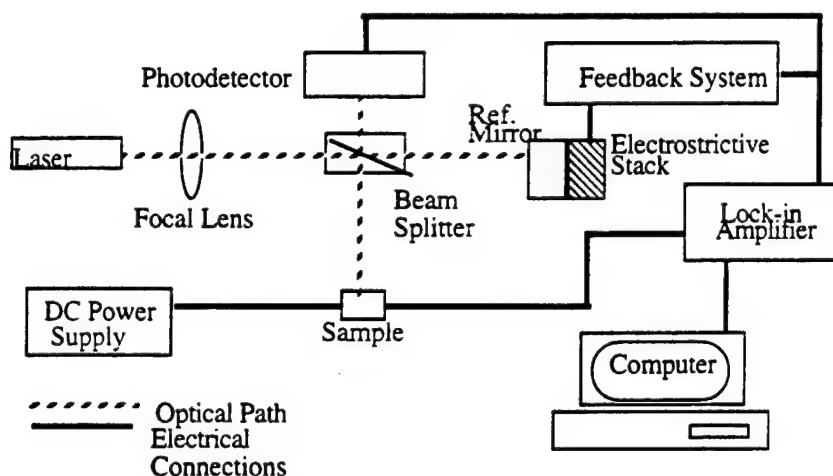 Photodetector
Feedback System
Ref.
Mirror
Laser
Electrostrictive
Stack
Focal Lens
Beam
Splitter
Lock-in
Amplifier
DC Power
Supply
Sample
Computer
Optical Path
Electrical
Connections